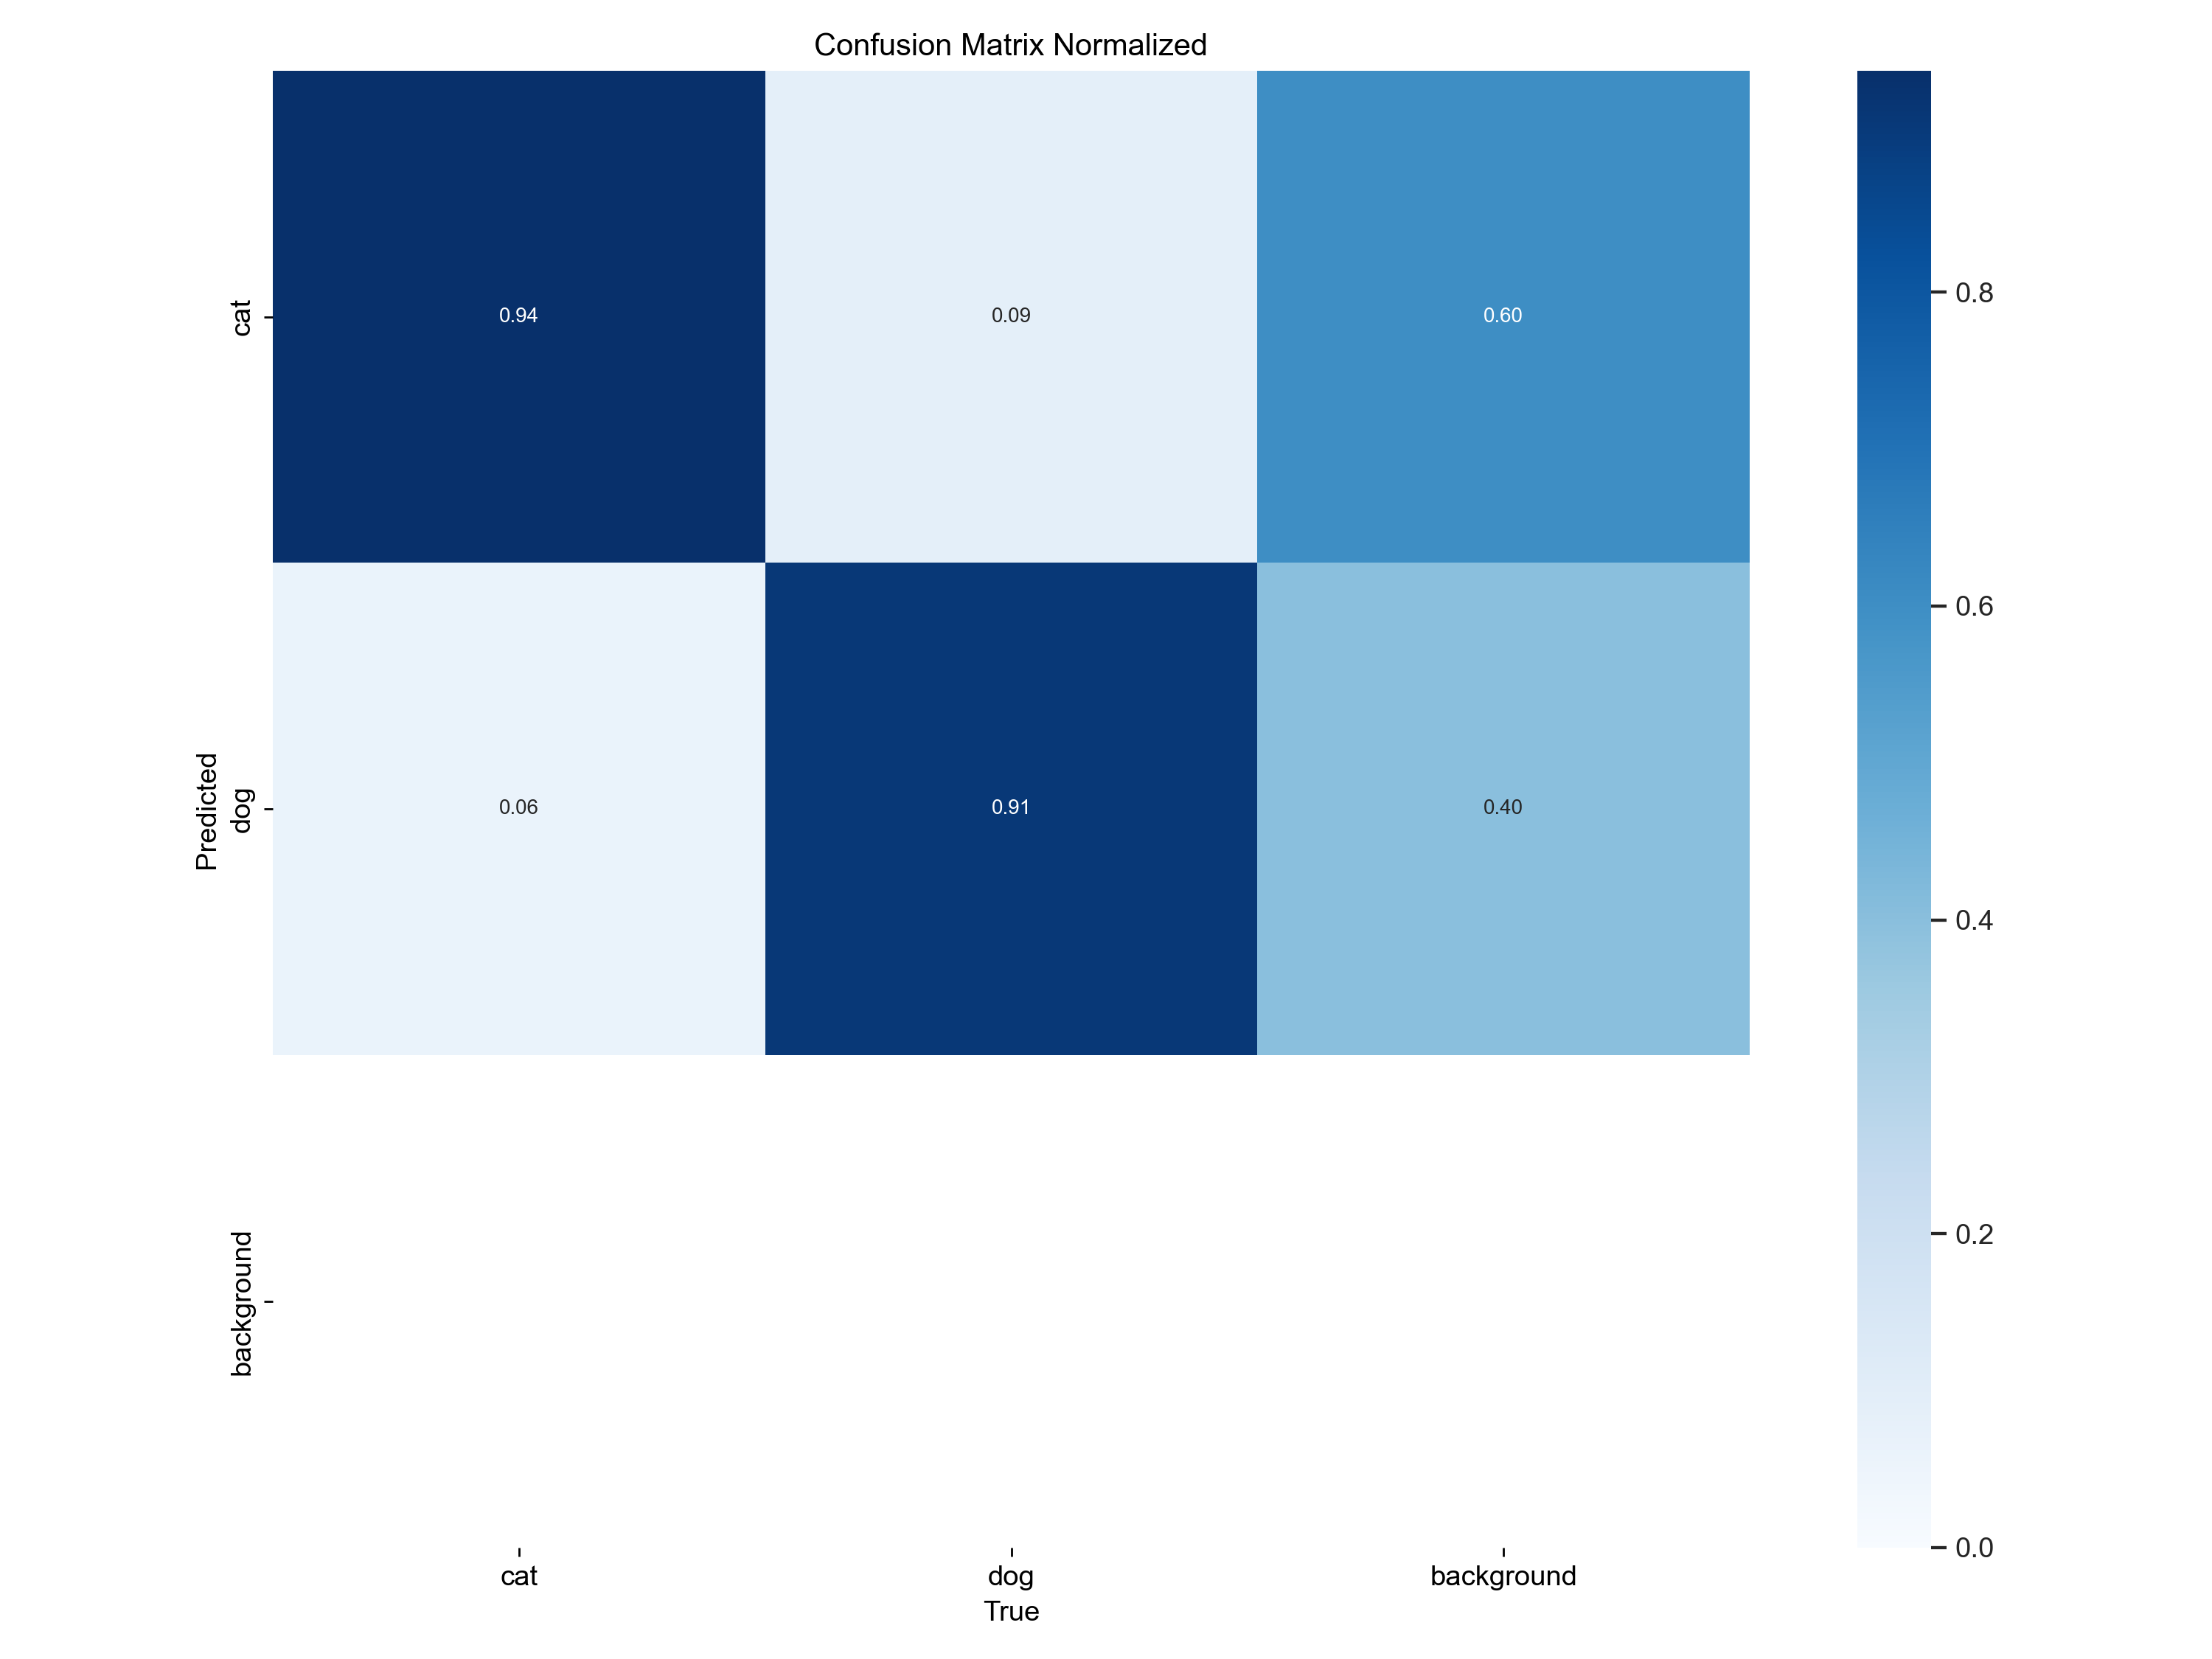 Confusion Matrix Normalized
cat
0.94
0.09
0.60
Predicted
dog
0.06
0.91
0.40
background
cat
dog
background
True
0.8
0.6
0.4
0.2
0.0